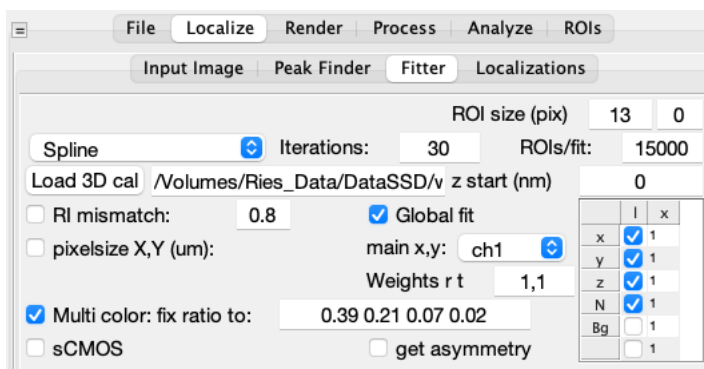 File Localize Render Process Analyze ROIs
Input Image Peak Finder Fitter Localizations
ROI size (pix) 13 0
Spline Iterations: 30 ROIs/fit: 15000
Load 3D cal /Volumes/Ries_Data/DataSSD/v z start (nm) 0
RI mismatch: 0.8 Global fit l x
pixelsize X,Y (um): main x,y: ch1 x 1
y 1
Weights r t 1,1 z 1
Multi color: fix ratio to: 0.39 0.21 0.07 0.02 N 1
Bg 1
sCMOS get asymmetry 1